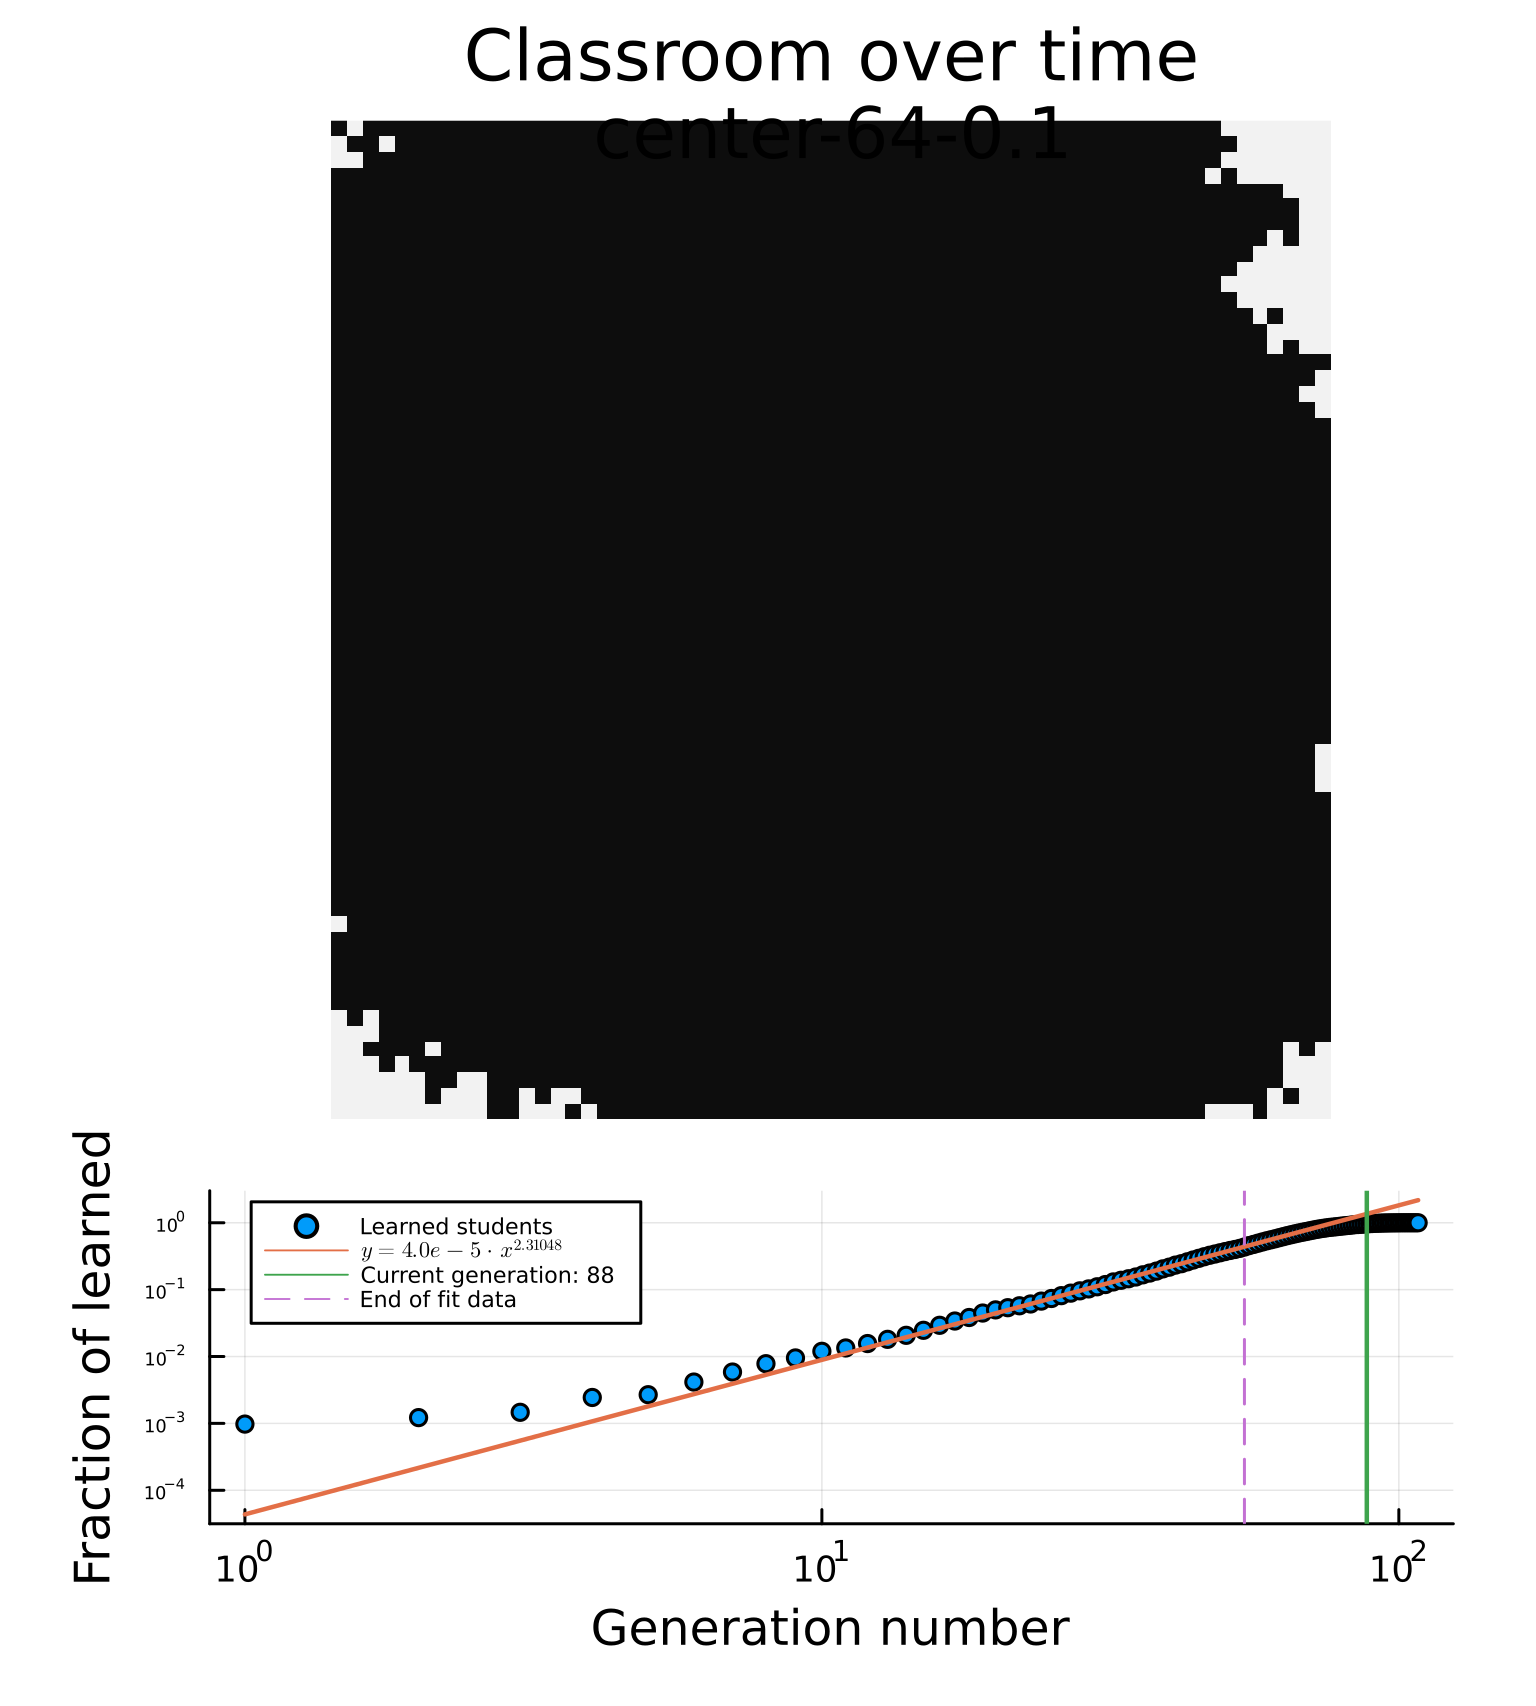 Classroom over time
center-64-0.1
Fraction of learned
10^0
10^-1
10^-2
10^-3
10^-4
Learned students
y = 4.0e − 5 · x^2.31048
Current generation: 88
End of fit data
10^0
10^1
10^2
Generation number